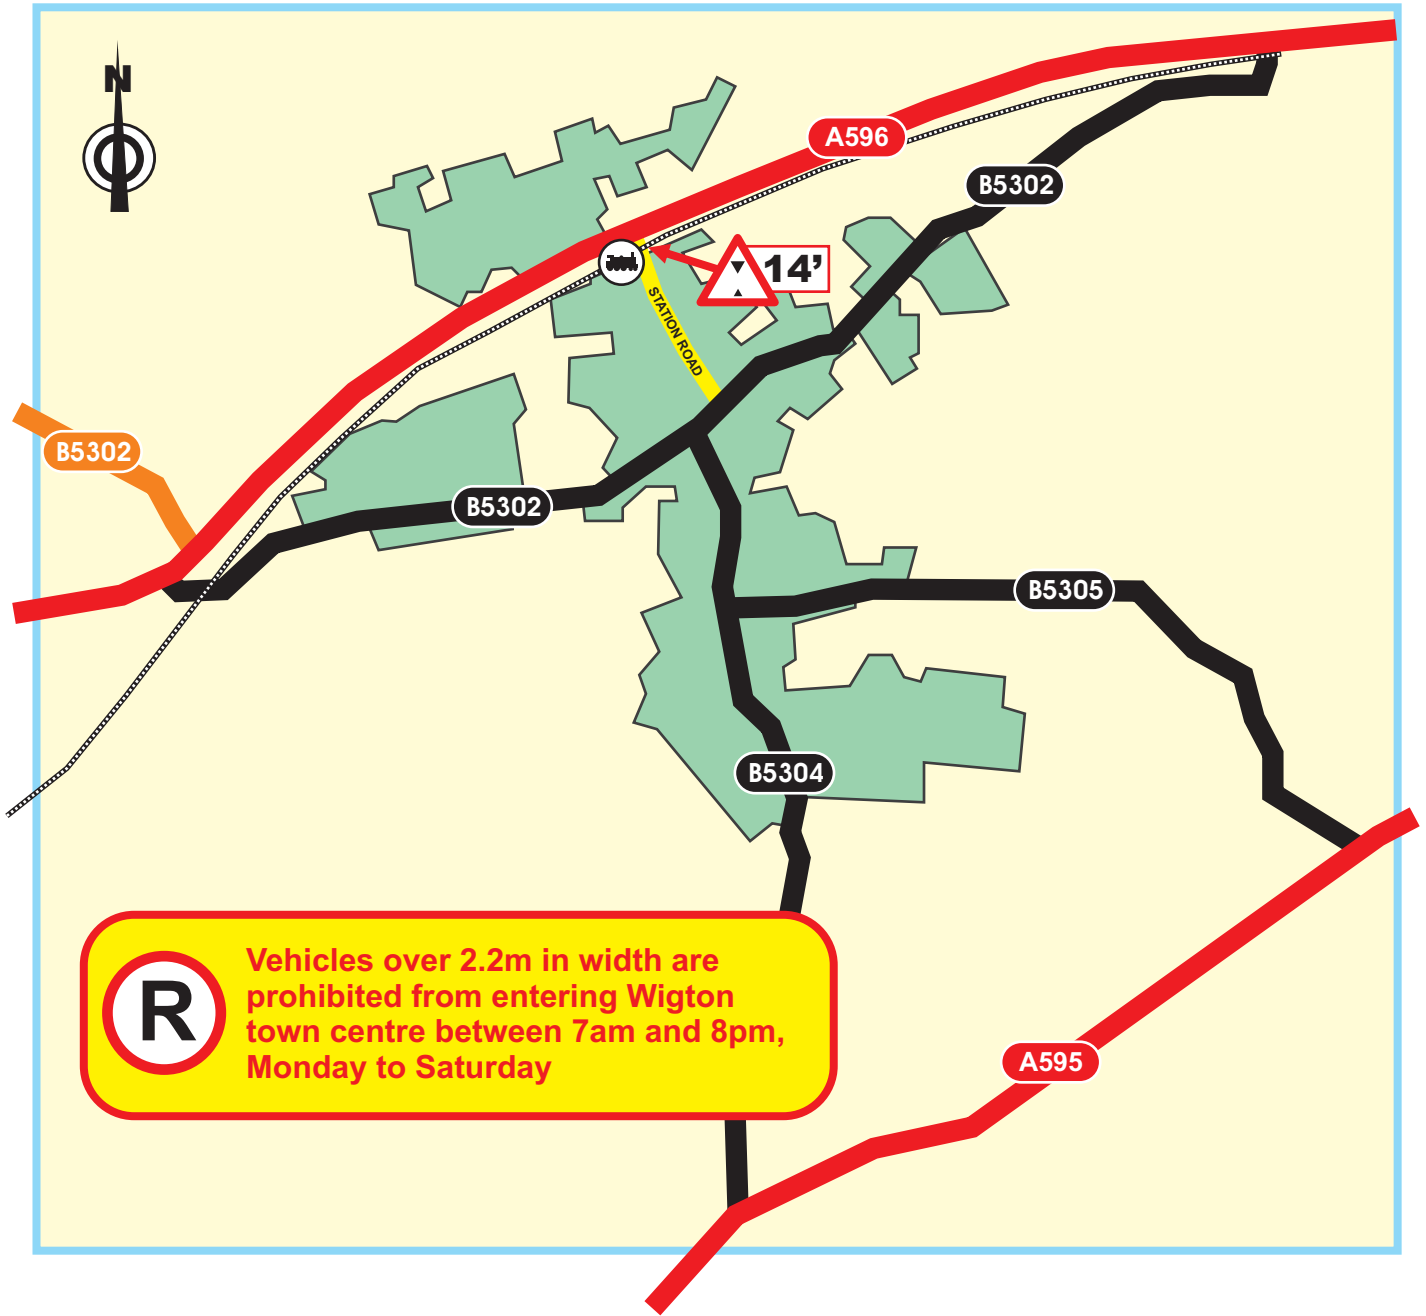 N
A596
B5302
14’
STATION ROAD
B5302
B5302
B5305
B5304
R
Vehicles over 2.2m in width are
prohibited from entering Wigton
town centre between 7am and 8pm,
Monday to Saturday
A595